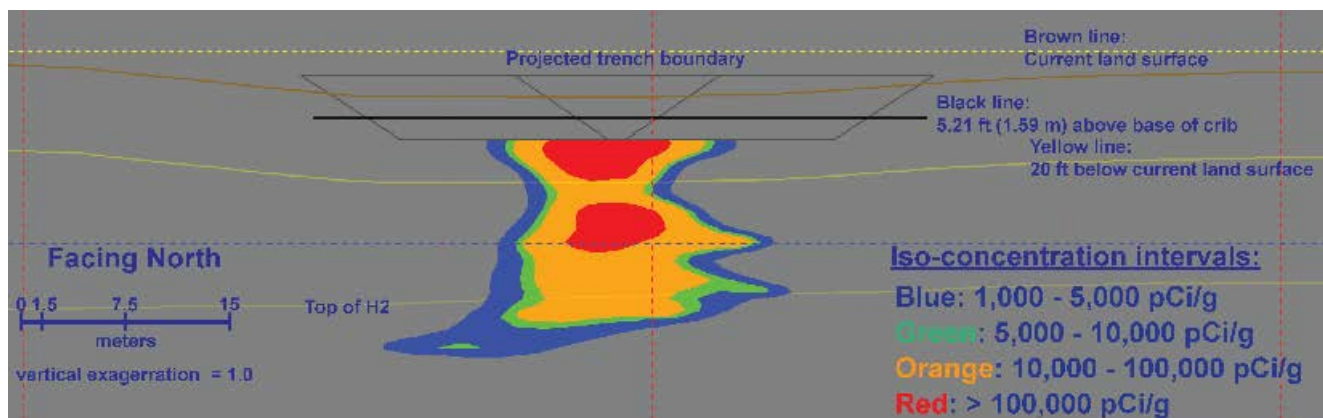 Brown line:
Current land surface
Projected trench boundary
Black line:
5.21 ft (1.59 m) above base of crib
Yellow line:
20 ft below current land surface
Facing North
0 1.5 7.5 15
meters
vertical exagerration = 1.0
Top of H2
Iso-concentration intervals:
Blue: 1,000 - 5,000 pCi/g
Green: 5,000 - 10,000 pCi/g
Orange: 10,000 - 100,000 pCi/g
Red: > 100,000 pCi/g